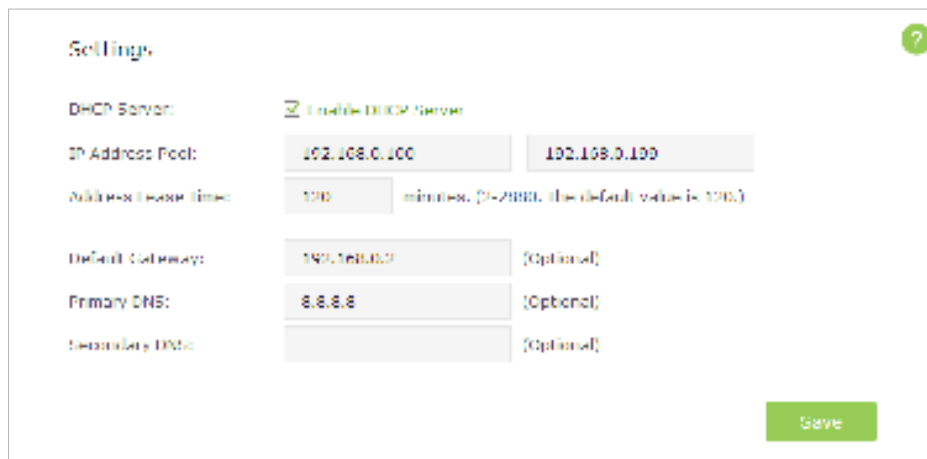 Settings
?
DHCP Server: Enable DHCP Server
IP Address Pool: 192.168.0.100 192.168.0.199
Address Lease Time: 120 minutes. (2-2880. The default value is 120.)
Default Gateway: 192.168.0.2 (Optional)
Primary DNS: 8.8.8.8 (Optional)
Secondary DNS: (Optional)
Save